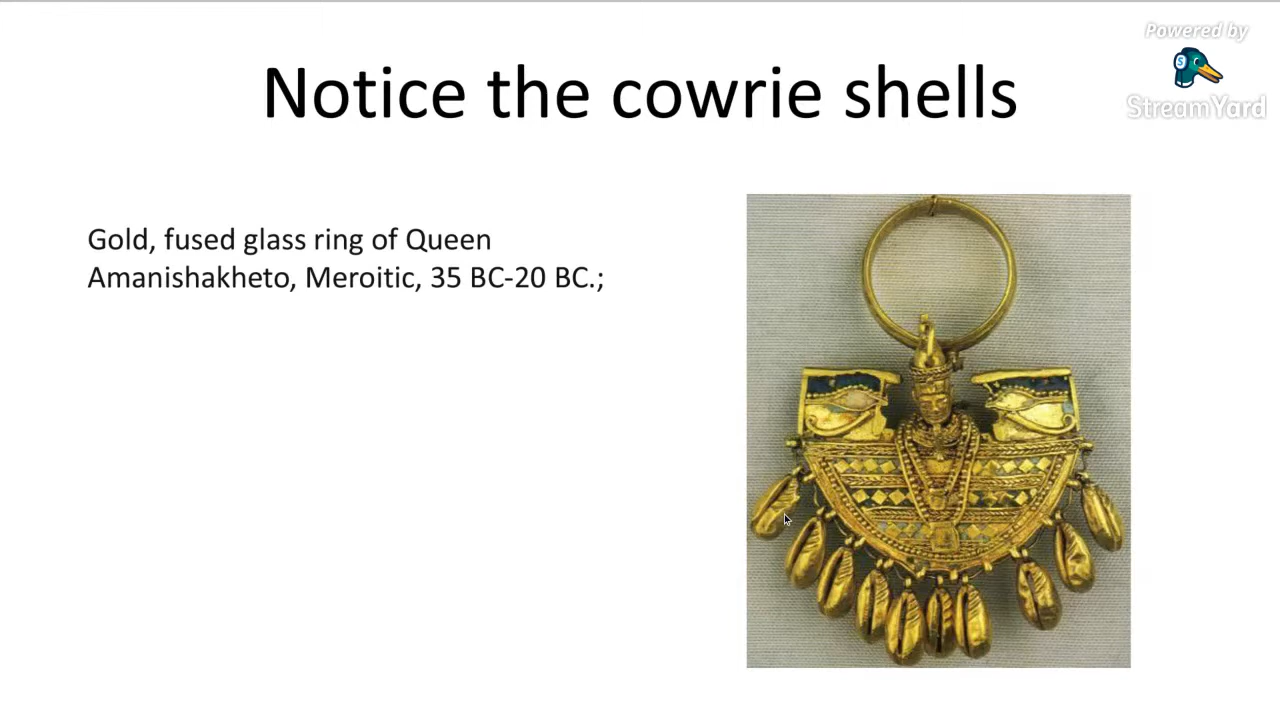 Powered by
StreamYard
Notice the cowrie shells
Gold, fused glass ring of Queen
Amanishakheto, Meroitic, 35 BC-20 BC.;